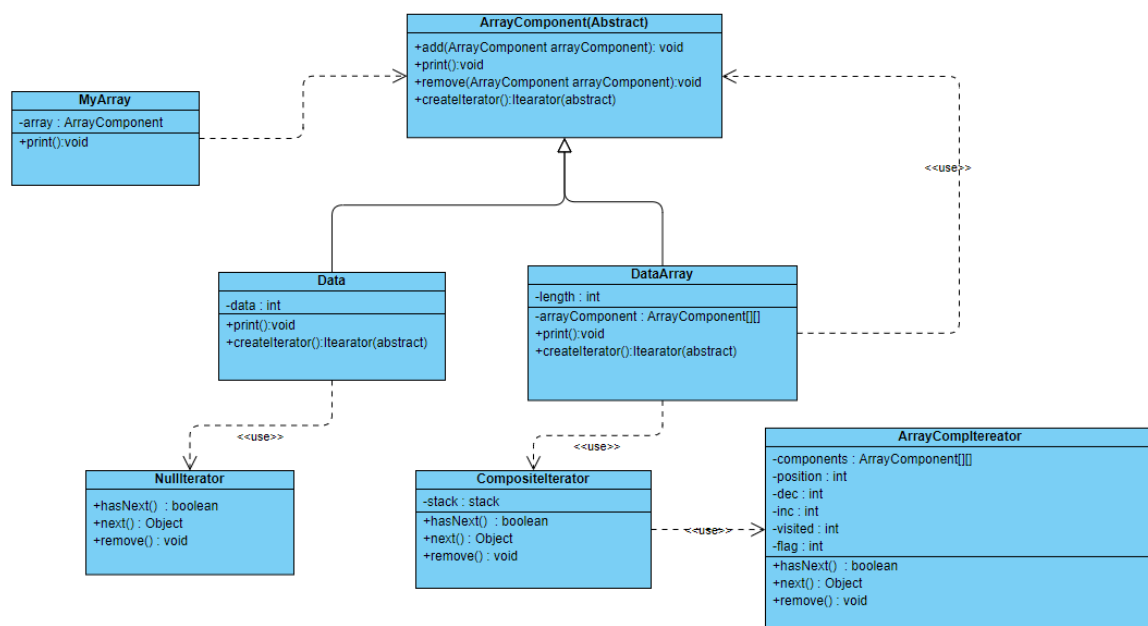 ArrayComponent(Abstract)
+add(ArrayComponent arrayComponent): void
+print():void
+remove(ArrayComponent arrayComponent):void
+createIterator():Itearator(abstract)
MyArray
-array : ArrayComponent
+print():void
<<use>>
Data
-data : int
+print():void
+createIterator():Itearator(abstract)
DataArray
-length : int
-arrayComponent : ArrayComponent[][]
+print():void
+createIterator():Itearator(abstract)
<<use>>
<<use>>
NullIterator
+hasNext() : boolean
+next() : Object
+remove() : void
CompositeIterator
-stack : stack
+hasNext() : boolean
+next() : Object
+remove() : void
<<use>>
ArrayCompItereator
-components : ArrayComponent[][]
-position : int
-dec : int
-inc : int
-visited : int
-flag : int
+hasNext() : boolean
+next() : Object
+remove() : void